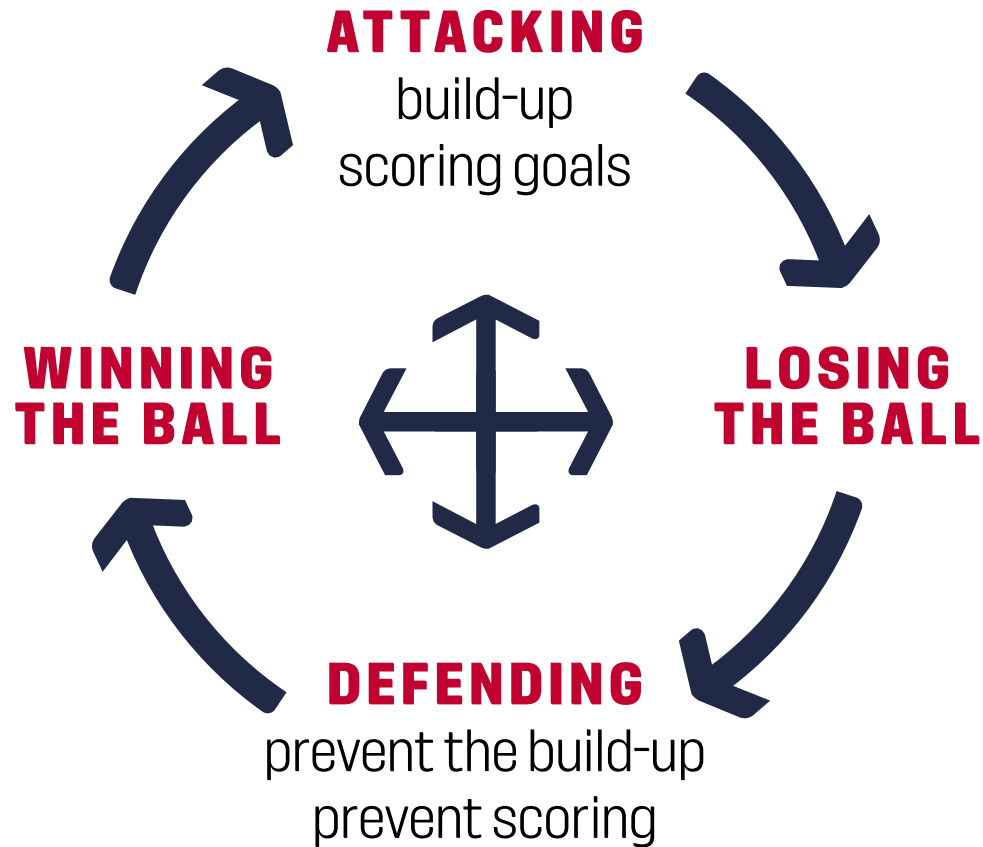 ATTACKING
build-up
scoring goals
WINNING
THE BALL
LOSING
THE BALL
DEFENDING
prevent the build-up
prevent scoring